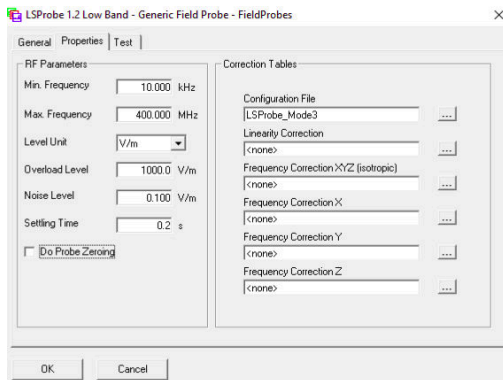 LSProbe 1.2 Low Band - Generic Field Probe - FieldProbes
General Properties Test
RF Parameters
Min. Frequency 10.000 kHz
Max. Frequency 400.000 MHz
Level Unit V/m
Overload Level 1000.0 V/m
Noise Level 0.100 V/m
Settling Time 0.2 s
Do Probe Zeroing
Correction Tables
Configuration File
LSProbe_Mode3 ...
Linearity Correction
<none> ...
Frequency Correction XYZ (isotropic)
<none> ...
Frequency Correction X
<none> ...
Frequency Correction Y
<none> ...
Frequency Correction Z
<none> ...
OK Cancel